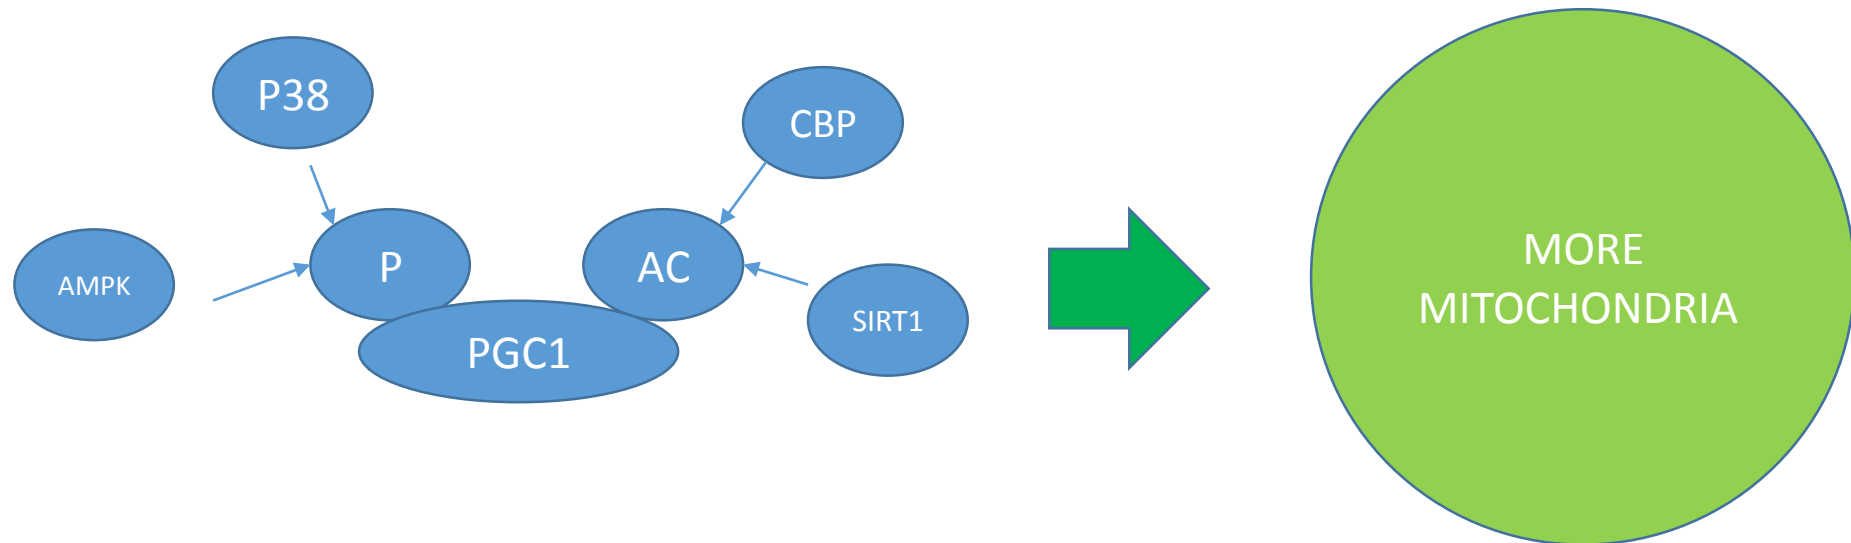 P38
CBP
AMPK
P
AC
SIRT1
PGC1
MORE
MITOCHONDRIA